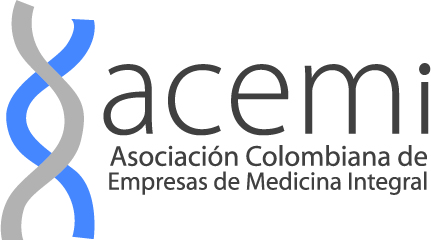 acemi
Asociación Colombiana de
Empresas de Medicina Integral